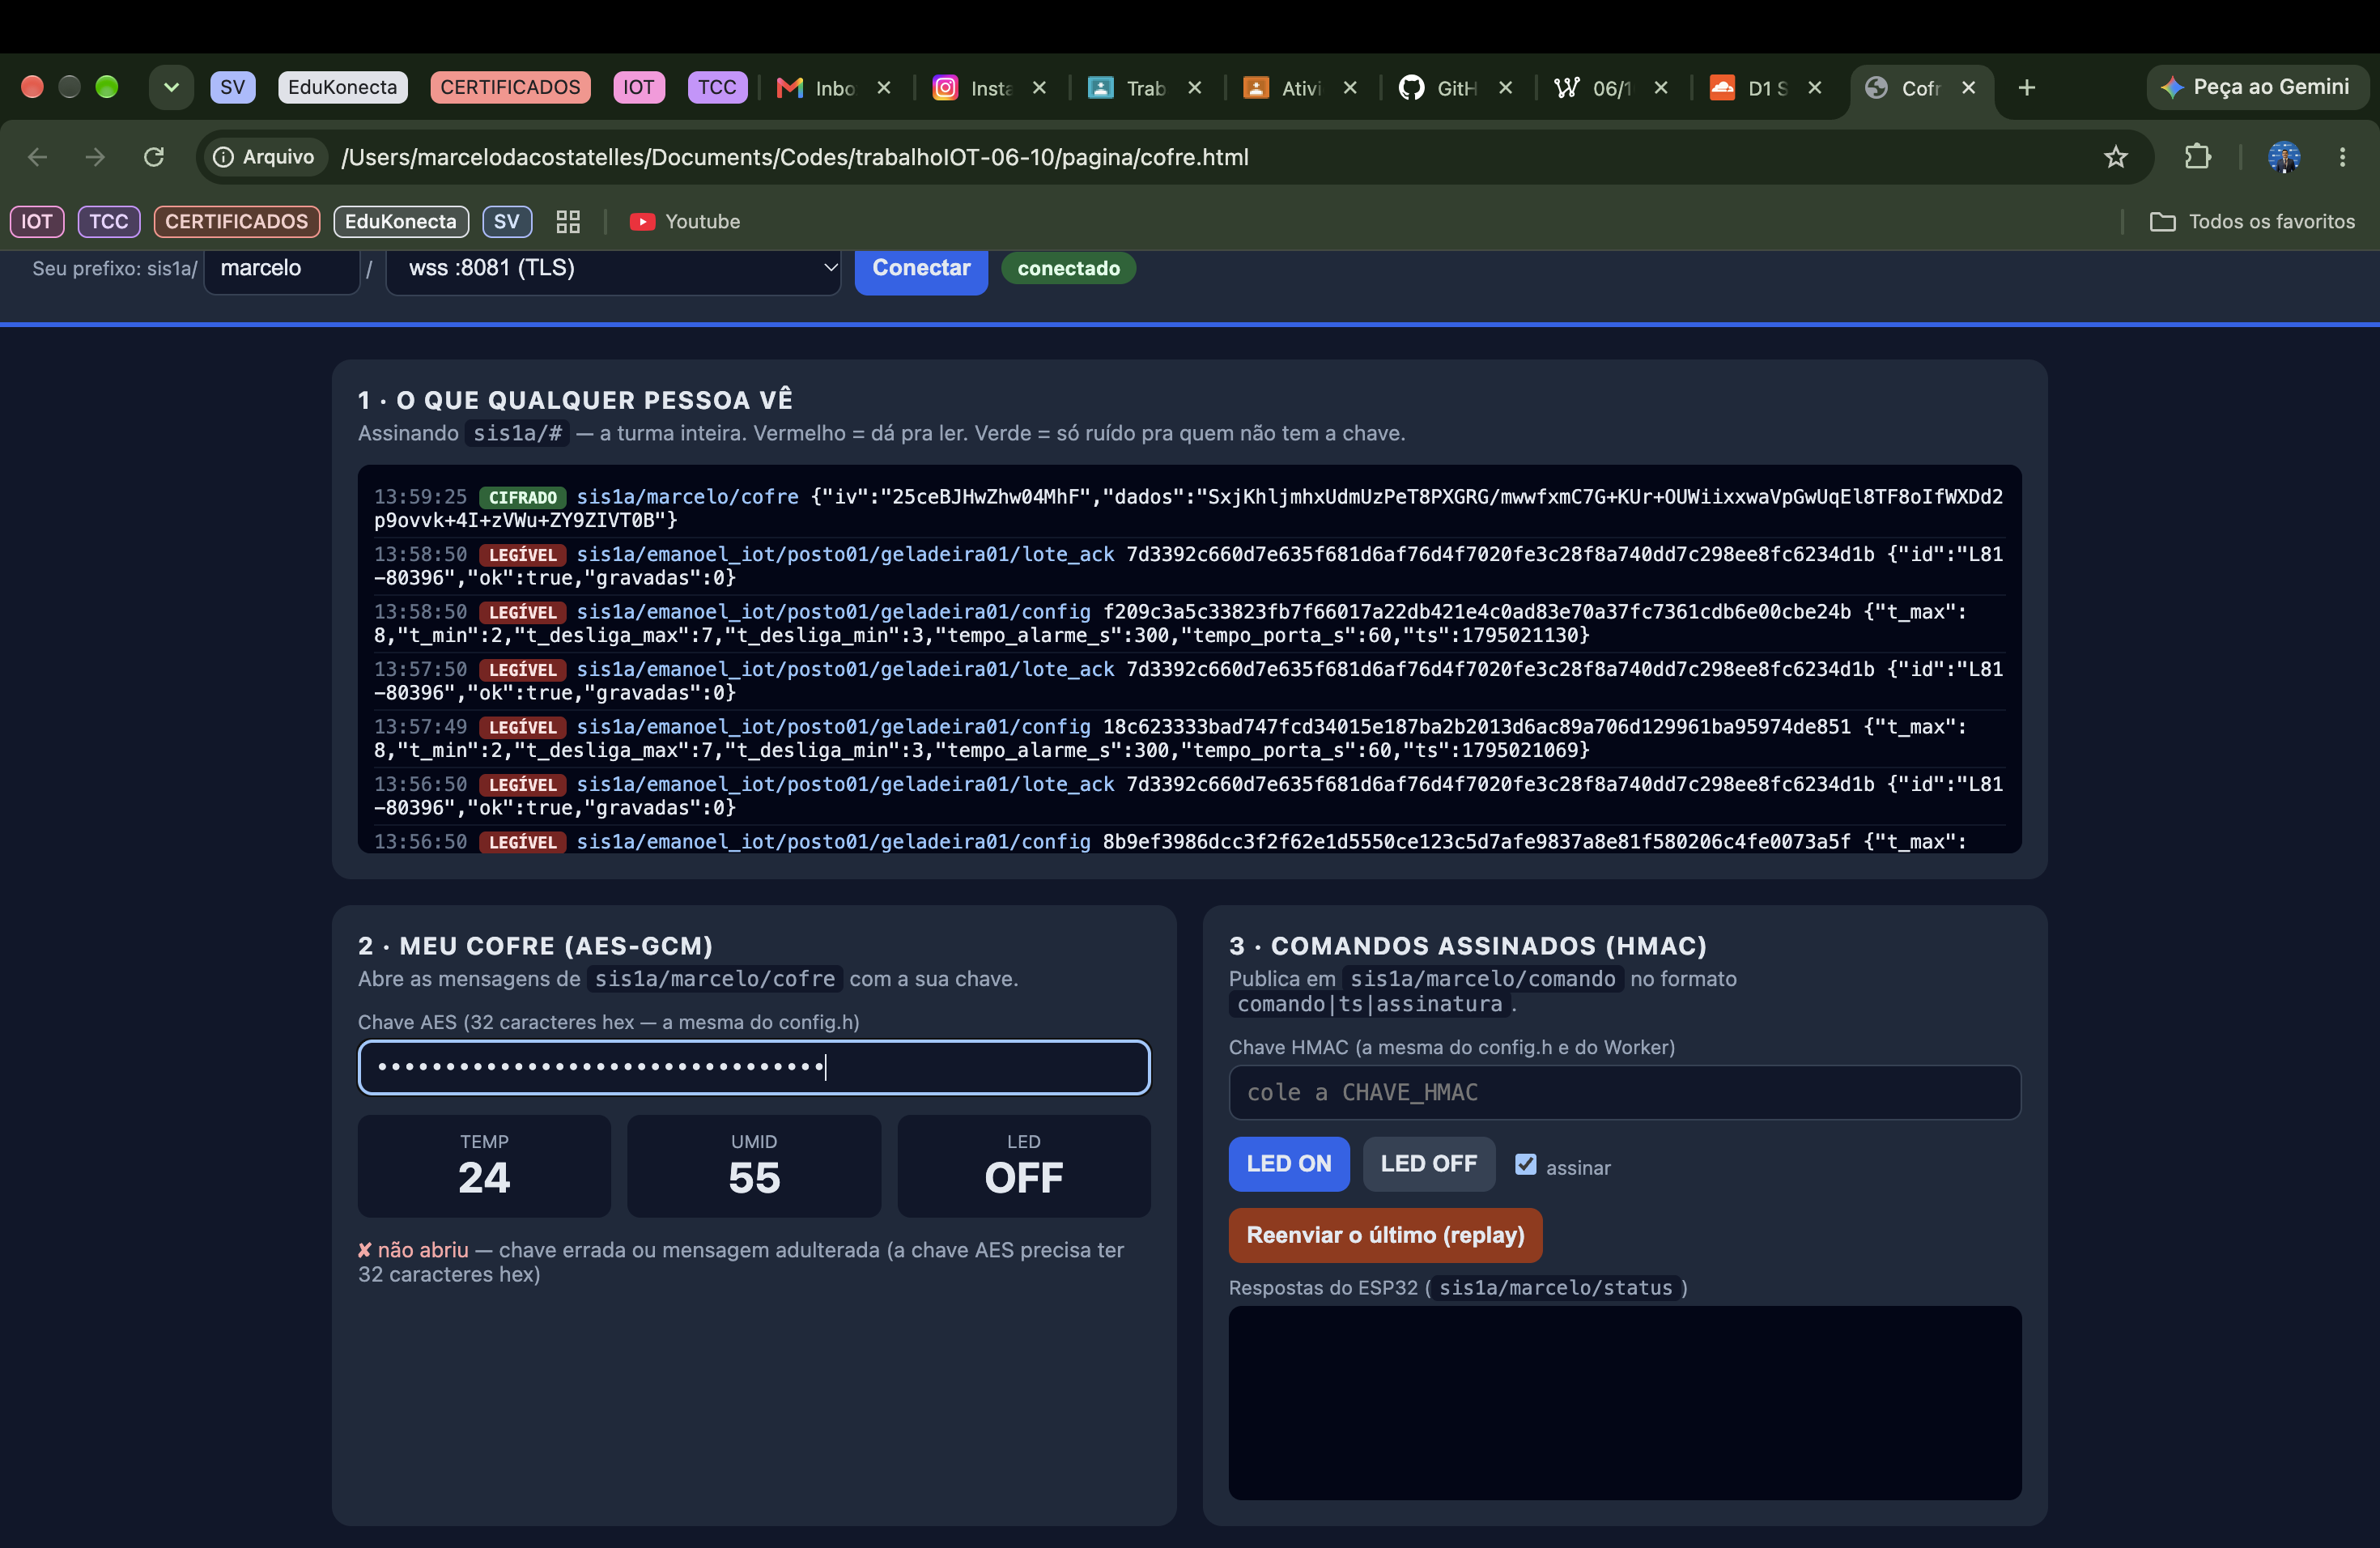 SV
EduKonecta
CERTIFICADOS
IOT
TCC
Inbo
Insta
Trab
Ativi
GitH
06/1
D1 S
Cofr
Peça ao Gemini
Arquivo
/Users/marcelodacostatelles/Documents/Codes/trabalhoIOT-06-10/pagina/cofre.html
IOT
TCC
CERTIFICADOS
EduKonecta
SV
Youtube
Todos os favoritos
Seu prefixo: sis1a/ marcelo / wss :8081 (TLS) Conectar conectado
1 · O QUE QUALQUER PESSOA VÊ
Assinando sis1a/# — a turma inteira. Vermelho = dá pra ler. Verde = só ruído pra quem não tem a chave.
13:59:25 CIFRADO sis1a/marcelo/cofre {"iv":"25ceBJHwZhw04MhF","dados":"SxjKhljmhxUdmUzPeT8PXGRG/mwwfxmC7G+KUr+OUWiixxwaVpGwUqEl8TF8oIfWXDd2
p9ovvk+4I+zVWu+ZY9ZIVT0B"}
13:58:50 LEGÍVEL sis1a/emanoel_iot/posto01/geladeira01/lote_ack 7d3392c660d7e635f681d6af76d4f7020fe3c28f8a740dd7c298ee8fc6234d1b {"id":"L81
-80396","ok":true,"gravadas":0}
13:58:50 LEGÍVEL sis1a/emanoel_iot/posto01/geladeira01/config f209c3a5c33823fb7f66017a22db421e4c0ad83e70a37fc7361cdb6e00cbe24b {"t_max":
8,"t_min":2,"t_desliga_max":7,"t_desliga_min":3,"tempo_alarme_s":300,"tempo_porta_s":60,"ts":1795021130}
13:57:50 LEGÍVEL sis1a/emanoel_iot/posto01/geladeira01/lote_ack 7d3392c660d7e635f681d6af76d4f7020fe3c28f8a740dd7c298ee8fc6234d1b {"id":"L81
-80396","ok":true,"gravadas":0}
13:57:49 LEGÍVEL sis1a/emanoel_iot/posto01/geladeira01/config 18c623333bad747fcd34015e187ba2b2013d6ac89a706d129961ba95974de851 {"t_max":
8,"t_min":2,"t_desliga_max":7,"t_desliga_min":3,"tempo_alarme_s":300,"tempo_porta_s":60,"ts":1795021069}
13:56:50 LEGÍVEL sis1a/emanoel_iot/posto01/geladeira01/lote_ack 7d3392c660d7e635f681d6af76d4f7020fe3c28f8a740dd7c298ee8fc6234d1b {"id":"L81
-80396","ok":true,"gravadas":0}
13:56:50 LEGÍVEL sis1a/emanoel_iot/posto01/geladeira01/config 8b9ef3986dcc3f2f62e1d5550ce123c5d7afe9837a8e81f580206c4fe0073a5f {"t_max":
2 · MEU COFRE (AES-GCM)
Abre as mensagens de sis1a/marcelo/cofre com a sua chave.
Chave AES (32 caracteres hex — a mesma do config.h)
TEMP
24
UMID
55
LED
OFF
✘ não abriu — chave errada ou mensagem adulterada (a chave AES precisa ter
32 caracteres hex)
3 · COMANDOS ASSINADOS (HMAC)
Publica em sis1a/marcelo/comando no formato
comando|ts|assinatura.
Chave HMAC (a mesma do config.h e do Worker)
cole a CHAVE_HMAC
LED ON
LED OFF
assinar
Reenviar o último (replay)
Respostas do ESP32 ( sis1a/marcelo/status )